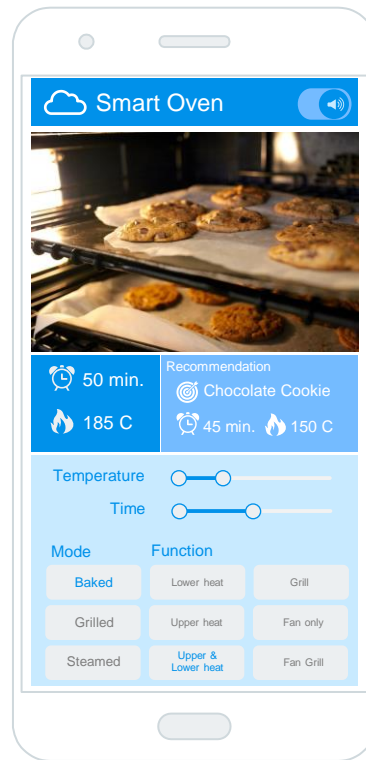 Smart Oven
50 min.
185 C
Recommendation
Chocolate Cookie
45 min. 150 C
Temperature
Time
Mode Function
Baked Lower heat Grill
Grilled Upper heat Fan only
Steamed Upper & Lower heat Fan Grill